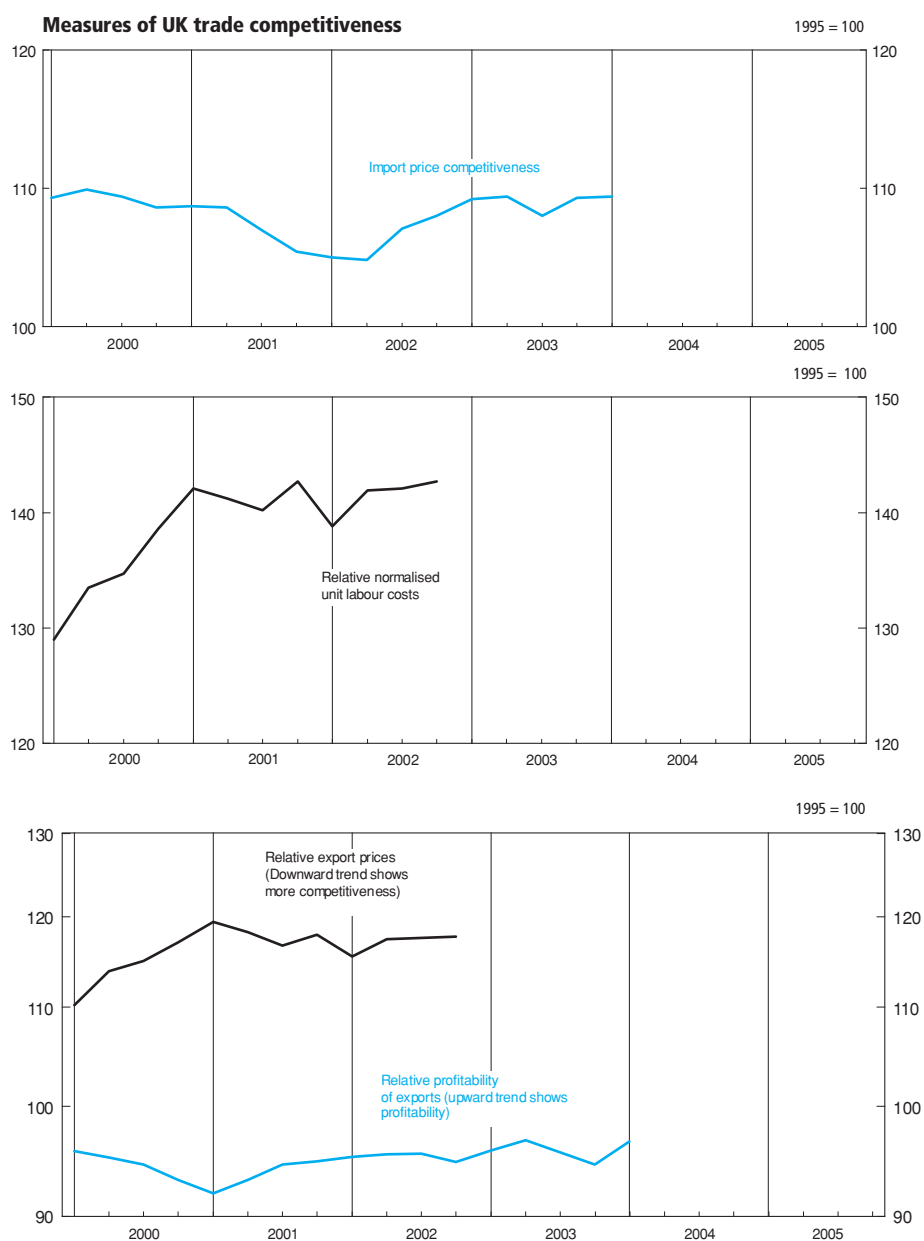 Measures of UK trade competitiveness 1995 = 100
120 120
Import price competitiveness
110 110
100 100
2000 2001 2002 2003 2004 2005
1995 = 100
150 150
140 140
Relative normalised
unit labour costs
130 130
120 120
2000 2001 2002 2003 2004 2005
1995 = 100
130 130
Relative export prices
(Downward trend shows
more competitiveness)
120 120
110 110
Relative profitability
of exports (upward trend shows
profitability)
100 100
90 90
2000 2001 2002 2003 2004 2005